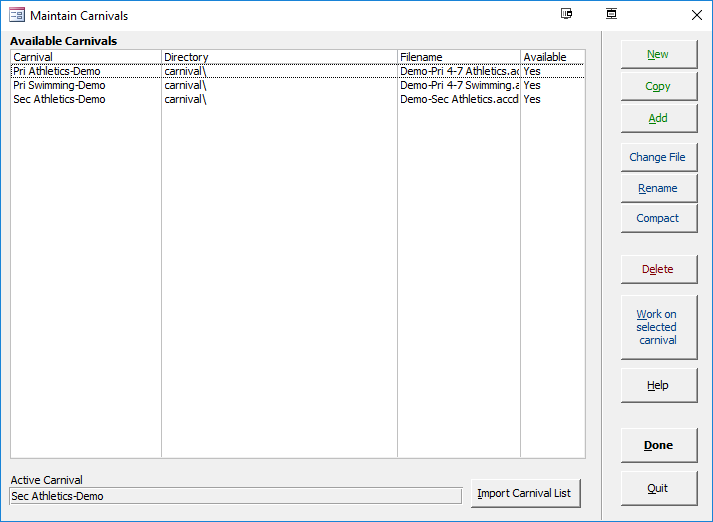 Maintain Carnivals
Available Carnivals
Carnival Directory Filename Available
Pri Athletics-Demo carnival\ Demo-Pri 4-7 Athletics.ac Yes
Pri Swimming-Demo carnival\ Demo-Pri 4-7 Swimming.a Yes
Sec Athletics-Demo carnival\ Demo-Sec Athletics.accd Yes
New
Copy
Add
Change File
Rename
Compact
Delete
Work on
selected
carnival
Help
Done
Quit
Active Carnival
Sec Athletics-Demo
Import Carnival List